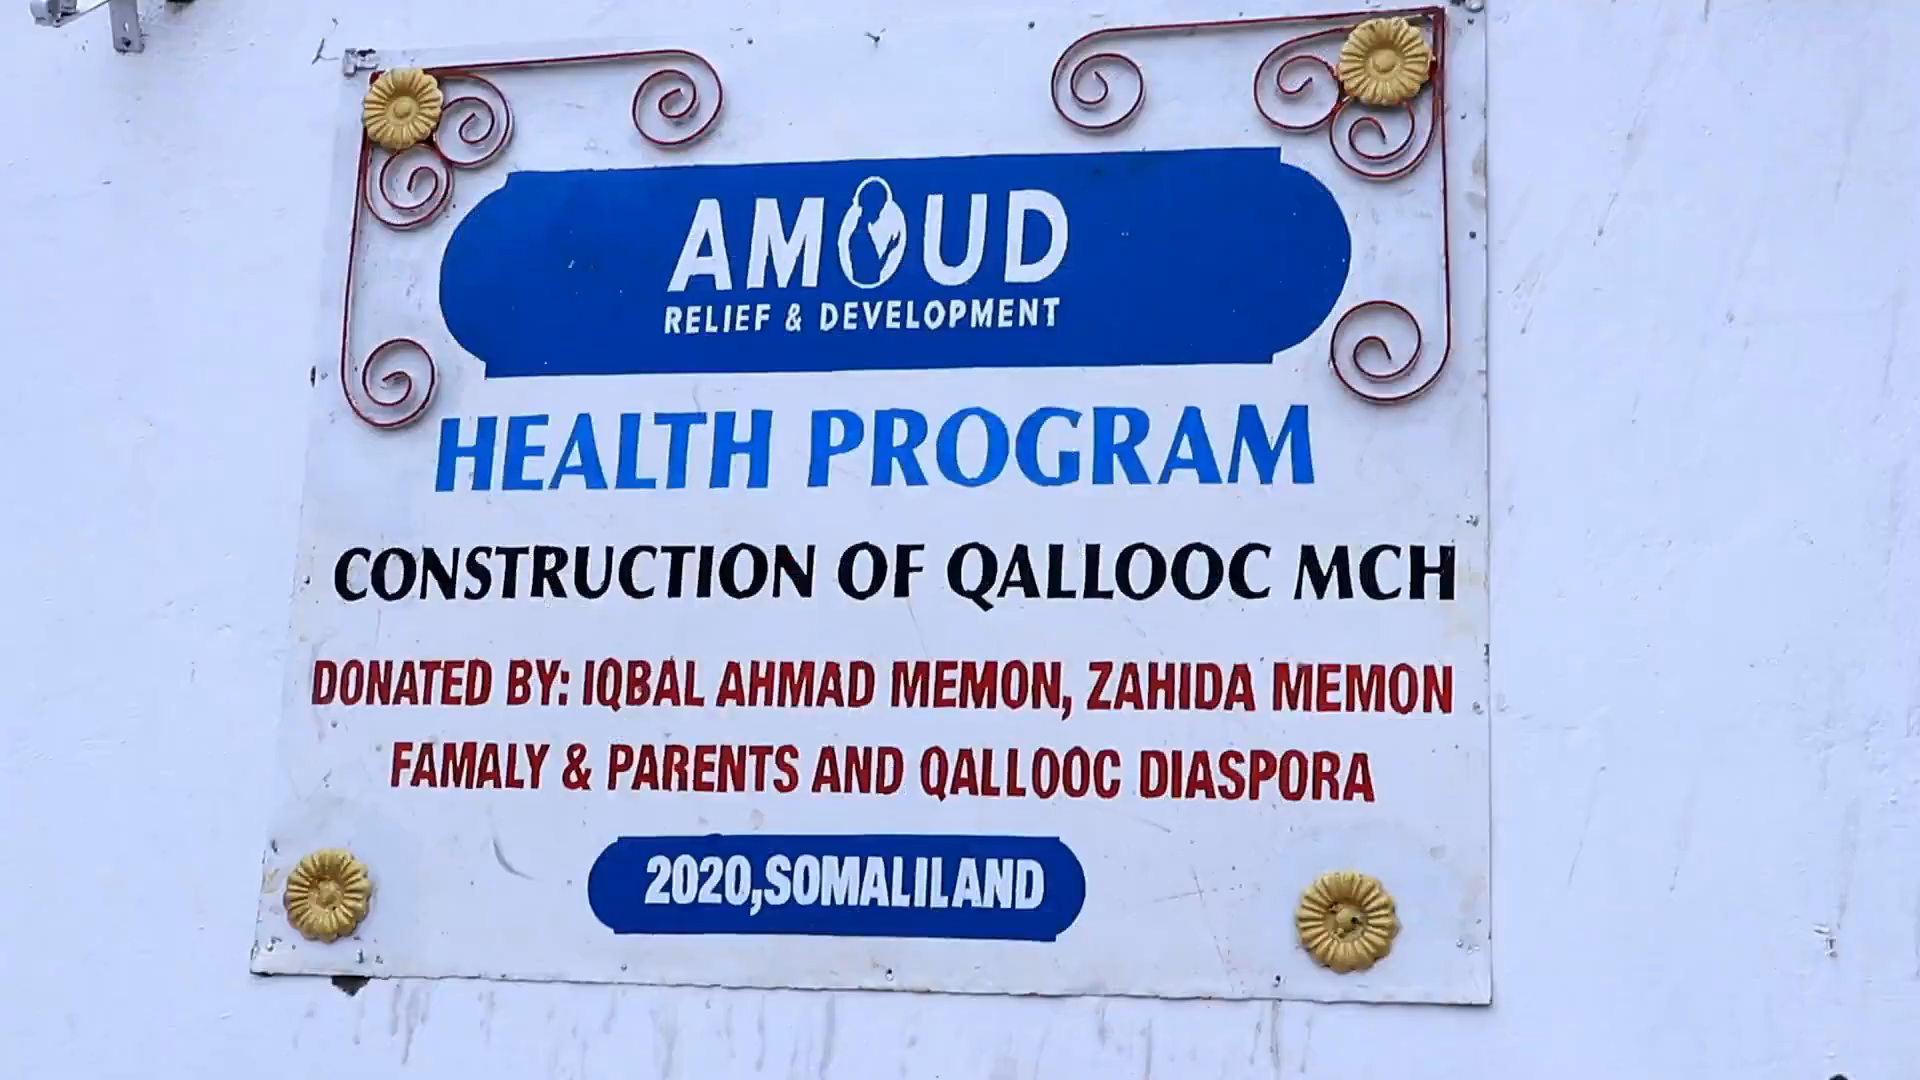 AMOUD
RELIEF & DEVELOPMENT
HEALTH PROGRAM
CONSTRUCTION OF QALLOOC MCH
DONATED BY: IQBAL AHMAD MEMON, ZAHIDA MEMON
FAMALY & PARENTS AND QALLOOC DIASPORA
2020,SOMALILAND